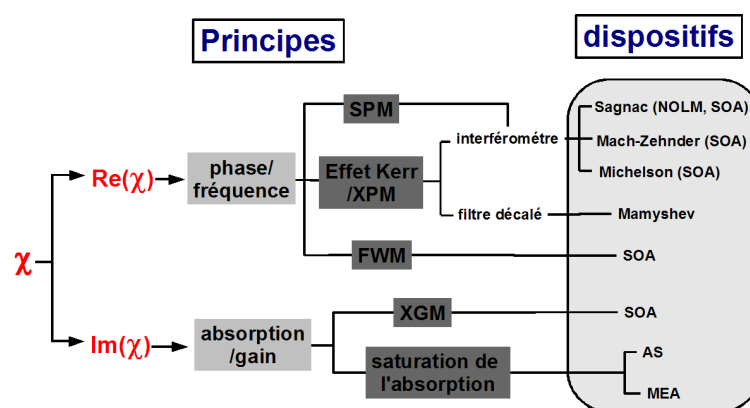 Principes
dispositifs
SPM
Sagnac (NOLM, SOA)
interféromètre
Mach-Zehnder (SOA)
Re(χ)
phase/
fréquence
Effet Kerr
/XPM
Michelson (SOA)
filtre décalé
Mamyshev
χ
FWM
SOA
XGM
SOA
Im(χ)
absorption
/gain
saturation de
l'absorption
AS
MEA